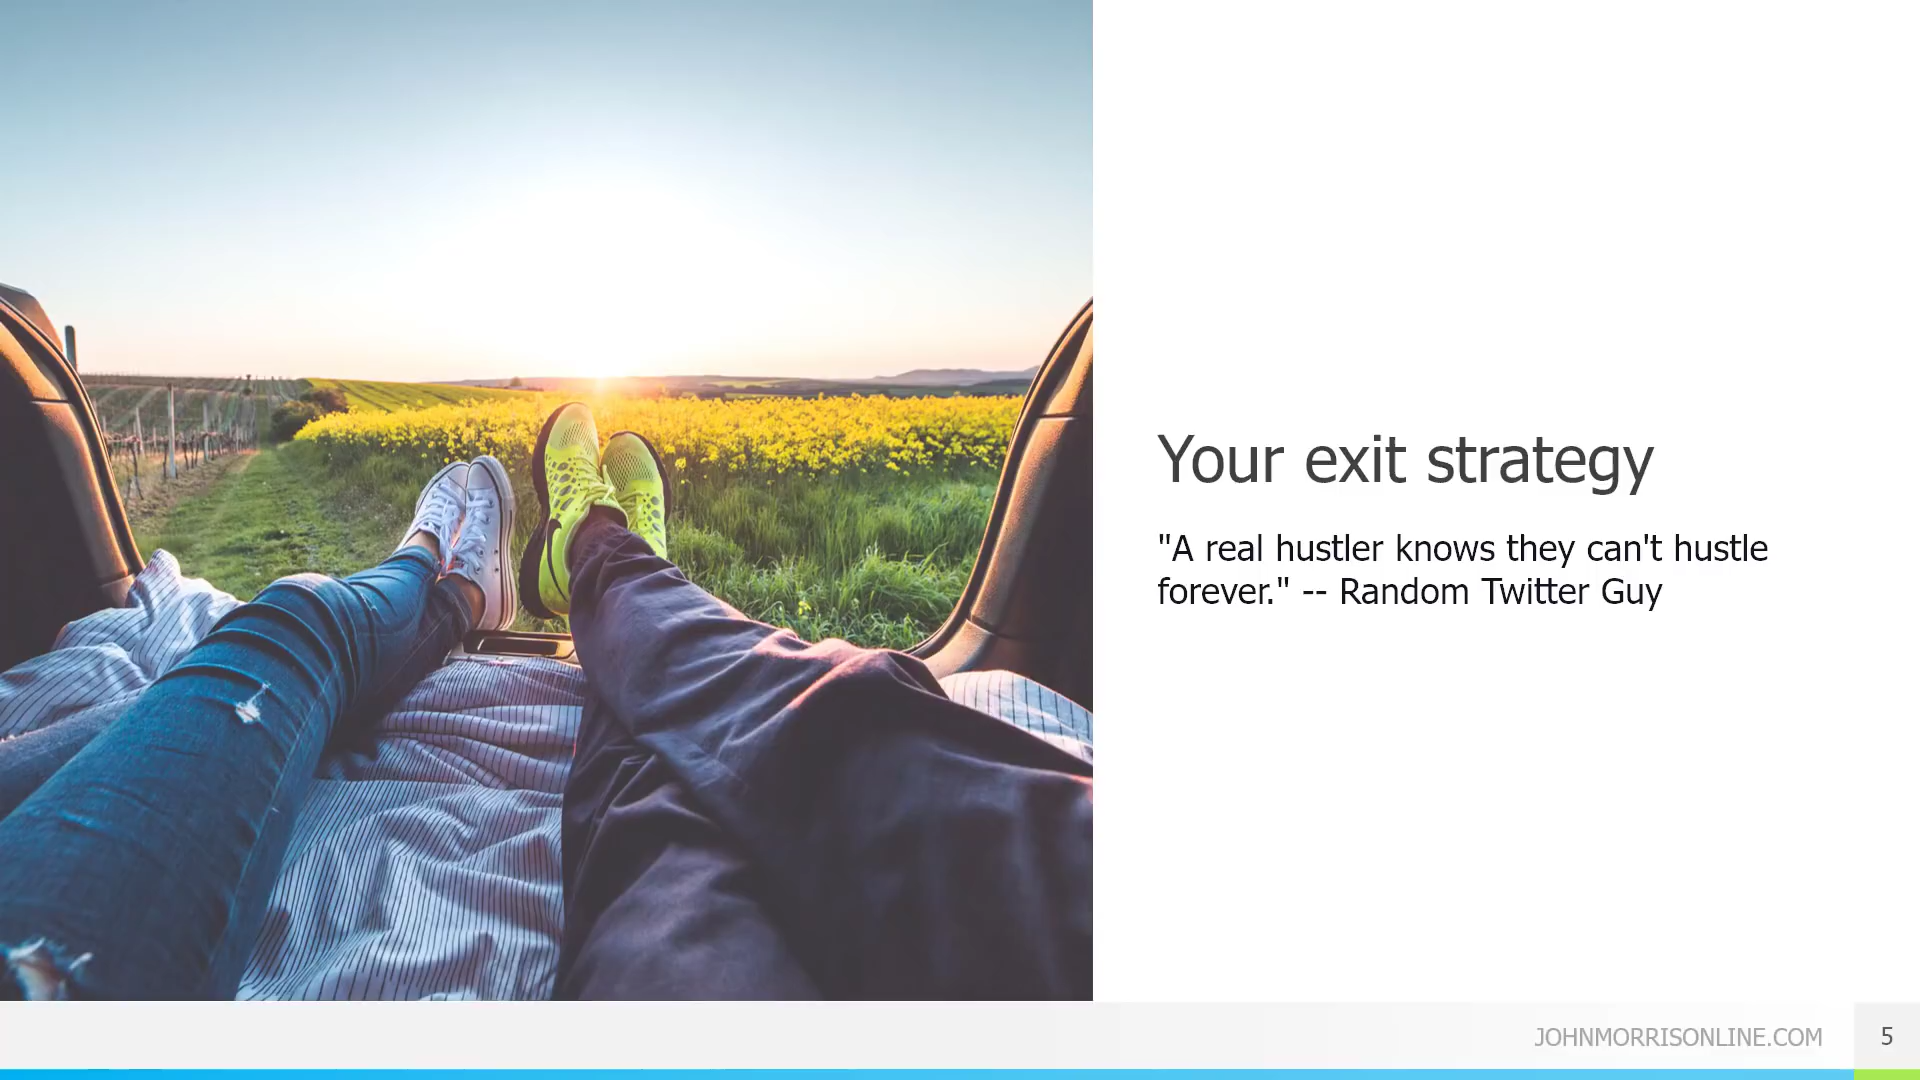 Your exit strategy
"A real hustler knows they can't hustle
forever." -- Random Twitter Guy
JOHNMORRISONLINE.COM
5